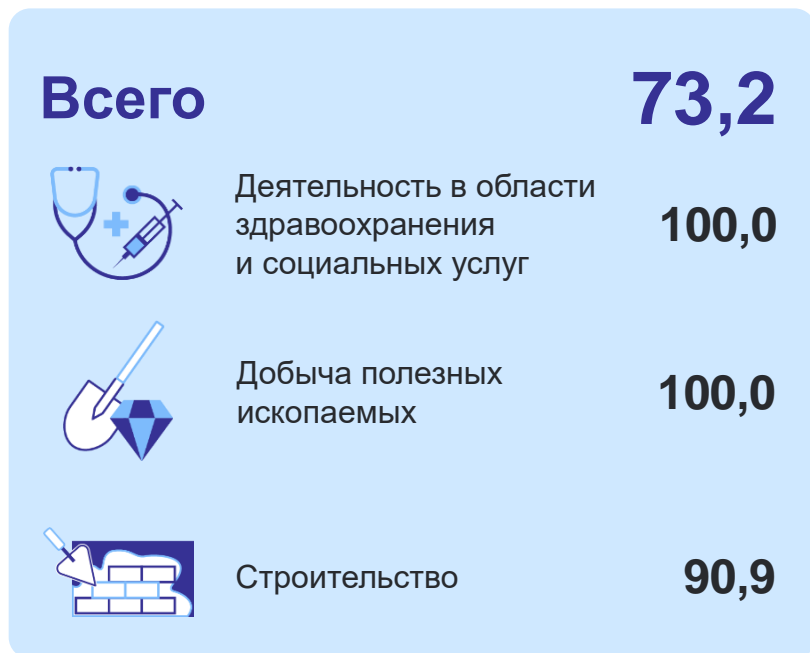 Всего 73,2
Деятельность в области
здравоохранения
и социальных услуг
100,0
Добыча полезных
ископаемых
100,0
Строительство 90,9